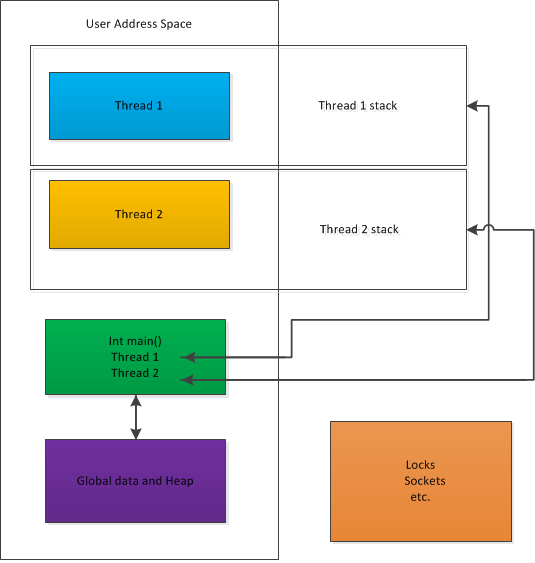 User Address Space
Thread 1
Thread 1 stack
Thread 2
Thread 2 stack
Int main()
Thread 1
Thread 2
Global data and Heap
Locks
Sockets
etc.